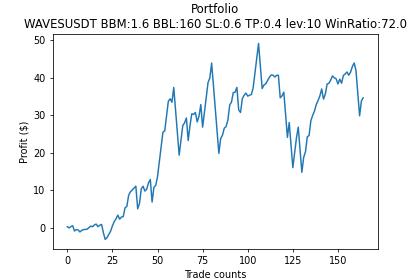 Portfolio
WAVESUSDT BBM:1.6 BBL:160 SL:0.6 TP:0.4 lev:10 WinRatio:72.0
50
40
30
20
10
0
Profit ($)
0 25 50 75 100 125 150
Trade counts